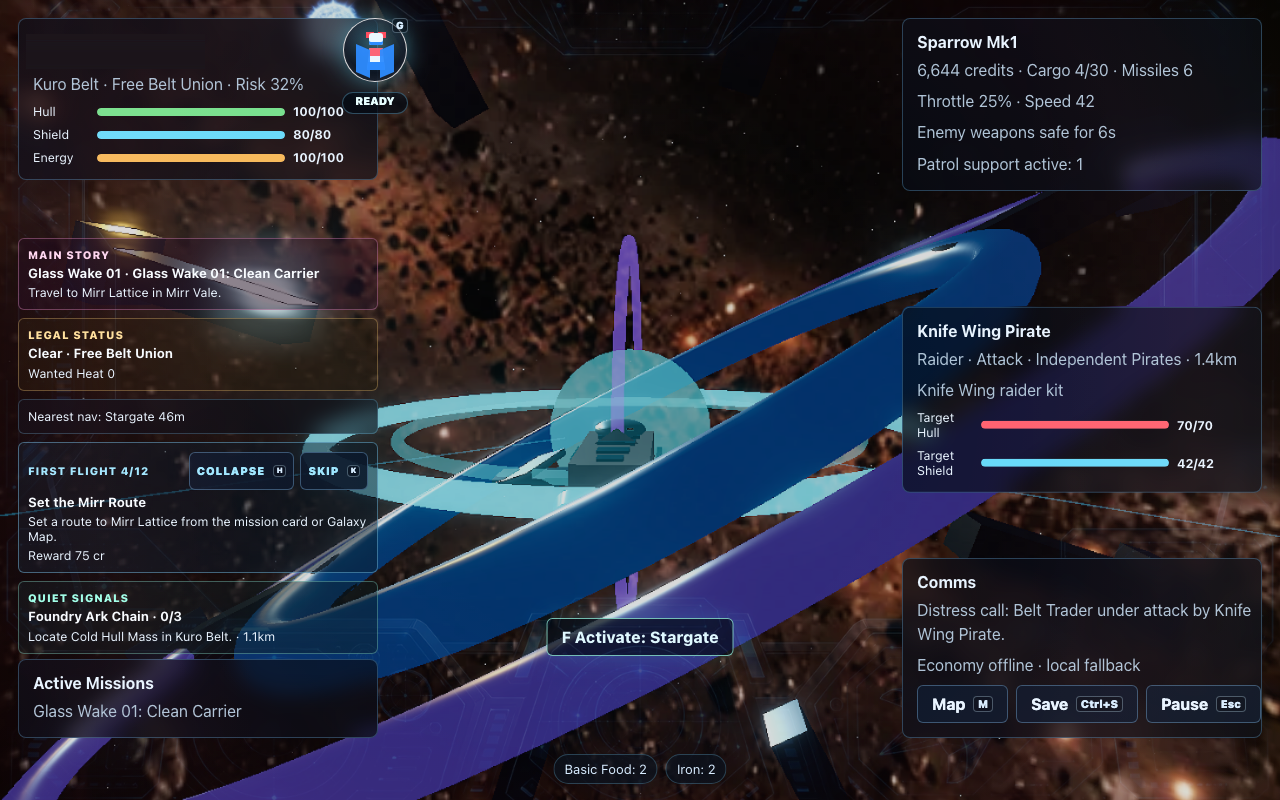 G
READY
Kuro Belt · Free Belt Union · Risk 32%
Hull 100/100
Shield 80/80
Energy 100/100
MAIN STORY
Glass Wake 01 · Glass Wake 01: Clean Carrier
Travel to Mirr Lattice in Mirr Vale.
LEGAL STATUS
Clear · Free Belt Union
Wanted Heat 0
Nearest nav: Stargate 46m
FIRST FLIGHT 4/12 COLLAPSE H SKIP K
Set the Mirr Route
Set a route to Mirr Lattice from the mission card or Galaxy
Map.
Reward 75 cr
QUIET SIGNALS
Foundry Ark Chain · 0/3
Locate Cold Hull Mass in Kuro Belt. · 1.1km
Active Missions
Glass Wake 01: Clean Carrier
F Activate: Stargate
Basic Food: 2 Iron: 2
Sparrow Mk1
6,644 credits · Cargo 4/30 · Missiles 6
Throttle 25% · Speed 42
Enemy weapons safe for 6s
Patrol support active: 1
Knife Wing Pirate
Raider · Attack · Independent Pirates · 1.4km
Knife Wing raider kit
Target
Hull 70/70
Target
Shield 42/42
Comms
Distress call: Belt Trader under attack by Knife
Wing Pirate.
Economy offline · local fallback
Map M Save Ctrl+S Pause Esc